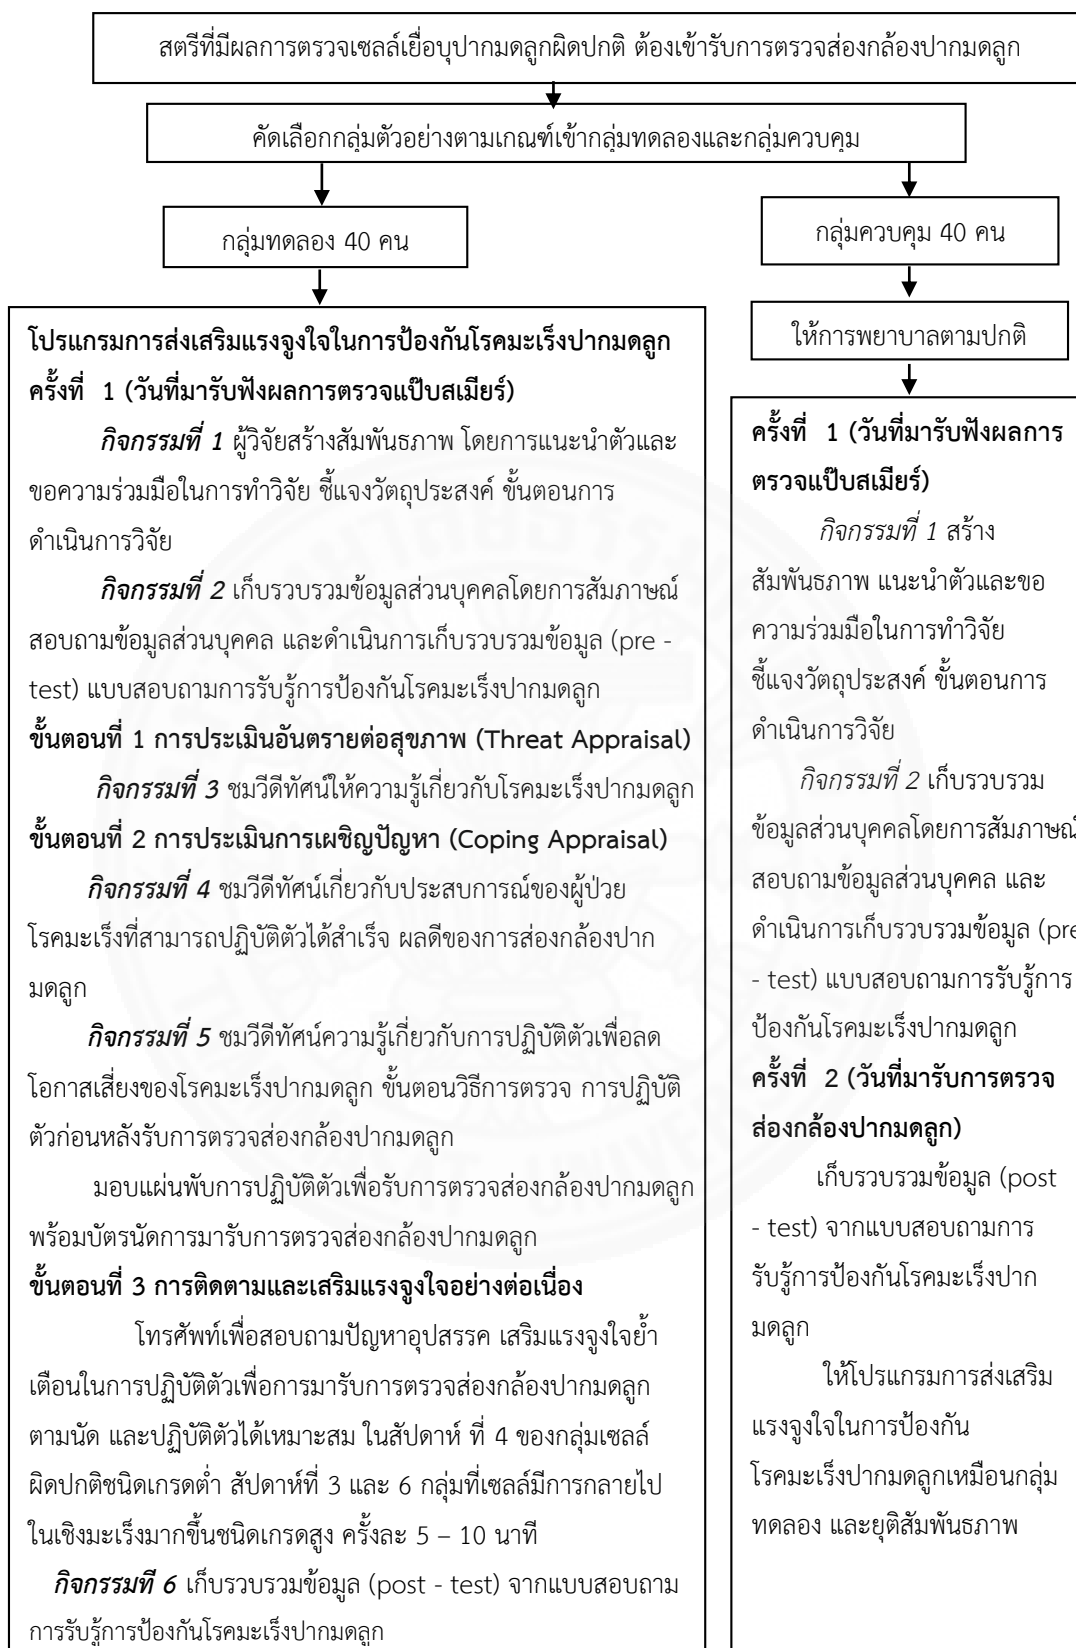 สตรีที่มีผลการตรวจเซลล์เยื่อบุปากมดลูกผิดปกติ ต้องเข้ารับการตรวจส่องกล้องปากมดลูก
คัดเลือกกลุ่มตัวอย่างตามเกณฑ์เข้ากลุ่มทดลองและกลุ่มควบคุม
กลุ่มทดลอง 40 คน
โปรแกรมการส่งเสริมแรงจูงใจในการป้องกันโรคมะเร็งปากมดลูก
ครั้งที่ 1 (วันที่มารับฟังผลการตรวจแป๊บสเมียร์)
กิจกรรมที่ 1 ผู้วิจัยสร้างสัมพันธภาพ โดยการแนะนำตัวและ
ขอความร่วมมือในการทำวิจัย ชี้แจงวัตถุประสงค์ ขั้นตอนการ
ดำเนินการวิจัย
กิจกรรมที่ 2 เก็บรวบรวมข้อมูลส่วนบุคคลโดยการสัมภาษณ์
สอบถามข้อมูลส่วนบุคคล และดำเนินการเก็บรวบรวมข้อมูล (pre -
test) แบบสอบถามการรับรู้การป้องกันโรคมะเร็งปากมดลูก
ขั้นตอนที่ 1 การประเมินอันตรายต่อสุขภาพ (Threat Appraisal)
กิจกรรมที่ 3 ชมวีดีทัศน์ให้ความรู้เกี่ยวกับโรคมะเร็งปากมดลูก
ขั้นตอนที่ 2 การประเมินการเผชิญปัญหา (Coping Appraisal)
กิจกรรมที่ 4 ชมวีดีทัศน์เกี่ยวกับประสบการณ์ของผู้ป่วย
โรคมะเร็งที่สามารถปฏิบัติตัวได้สำเร็จ ผลดีของการส่องกล้องปาก
มดลูก
กิจกรรมที่ 5 ชมวีดีทัศน์ความรู้เกี่ยวกับการปฏิบัติตัวเพื่อลด
โอกาสเสี่ยงของโรคมะเร็งปากมดลูก ขั้นตอนวิธีการตรวจ การปฏิบัติ
ตัวก่อนหลังรับการตรวจส่องกล้องปากมดลูก
มอบแผ่นพับการปฏิบัติตัวเพื่อรับการตรวจส่องกล้องปากมดลูก
พร้อมบัตรนัดการมารับการตรวจส่องกล้องปากมดลูก
ขั้นตอนที่ 3 การติดตามและเสริมแรงจูงใจอย่างต่อเนื่อง
โทรศัพท์เพื่อสอบถามปัญหาอุปสรรค เสริมแรงจูงใจย้ำ
เตือนในการปฏิบัติตัวเพื่อการมารับการตรวจส่องกล้องปากมดลูก
ตามนัด และปฏิบัติตัวได้เหมาะสม ในสัปดาห์ ที่ 4 ของกลุ่มเซลล์
ผิดปกติชนิดเกรดต่ำ สัปดาห์ที่ 3 และ 6 กลุ่มที่เซลล์มีการกลายไป
ในเชิงมะเร็งมากขึ้นชนิดเกรดสูง ครั้งละ 5 – 10 นาที
กิจกรรมที 6 เก็บรวบรวมข้อมูล (post - test) จากแบบสอบถาม
การรับรู้การป้องกันโรคมะเร็งปากมดลูก
กลุ่มควบคุม 40 คน
ให้การพยาบาลตามปกติ
ครั้งที่ 1 (วันที่มารับฟังผลการ
ตรวจแป๊บสเมียร์)
กิจกรรมที่ 1 สร้าง
สัมพันธภาพ แนะนำตัวและขอ
ความร่วมมือในการทำวิจัย
ชี้แจงวัตถุประสงค์ ขั้นตอนการ
ดำเนินการวิจัย
กิจกรรมที่ 2 เก็บรวบรวม
ข้อมูลส่วนบุคคลโดยการสัมภาษณ์
สอบถามข้อมูลส่วนบุคคล และ
ดำเนินการเก็บรวบรวมข้อมูล (pre
- test) แบบสอบถามการรับรู้การ
ป้องกันโรคมะเร็งปากมดลูก
ครั้งที่ 2 (วันที่มารับการตรวจ
ส่องกล้องปากมดลูก)
เก็บรวบรวมข้อมูล (post
- test) จากแบบสอบถามการ
รับรู้การป้องกันโรคมะเร็งปาก
มดลูก
ให้โปรแกรมการส่งเสริม
แรงจูงใจในการป้องกัน
โรคมะเร็งปากมดลูกเหมือนกลุ่ม
ทดลอง และยุติสัมพันธภาพ